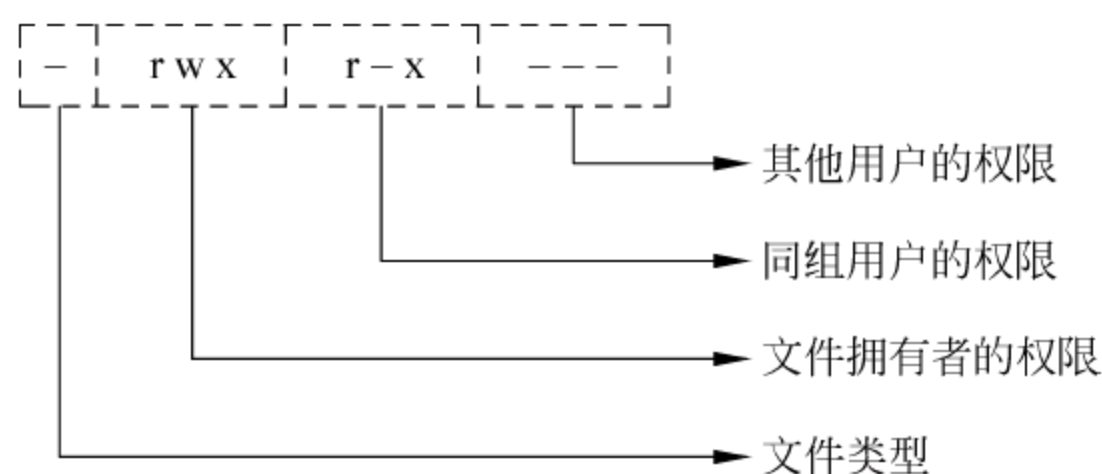 – r w x r – x – – –
其他用户的权限
同组用户的权限
文件拥有者的权限
文件类型